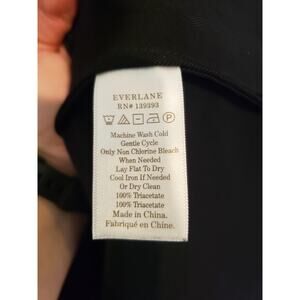 EVERLANE
RN# 139393
Machine Wash Cold
Gentle Cycle
Only Non Chlorine Bleach
When Needed
Lay Flat To Dry
Cool Iron If Needed
Or Dry Clean
100% Triacetate
100% Triacetate
Made in China.
Fabriqué en Chine.